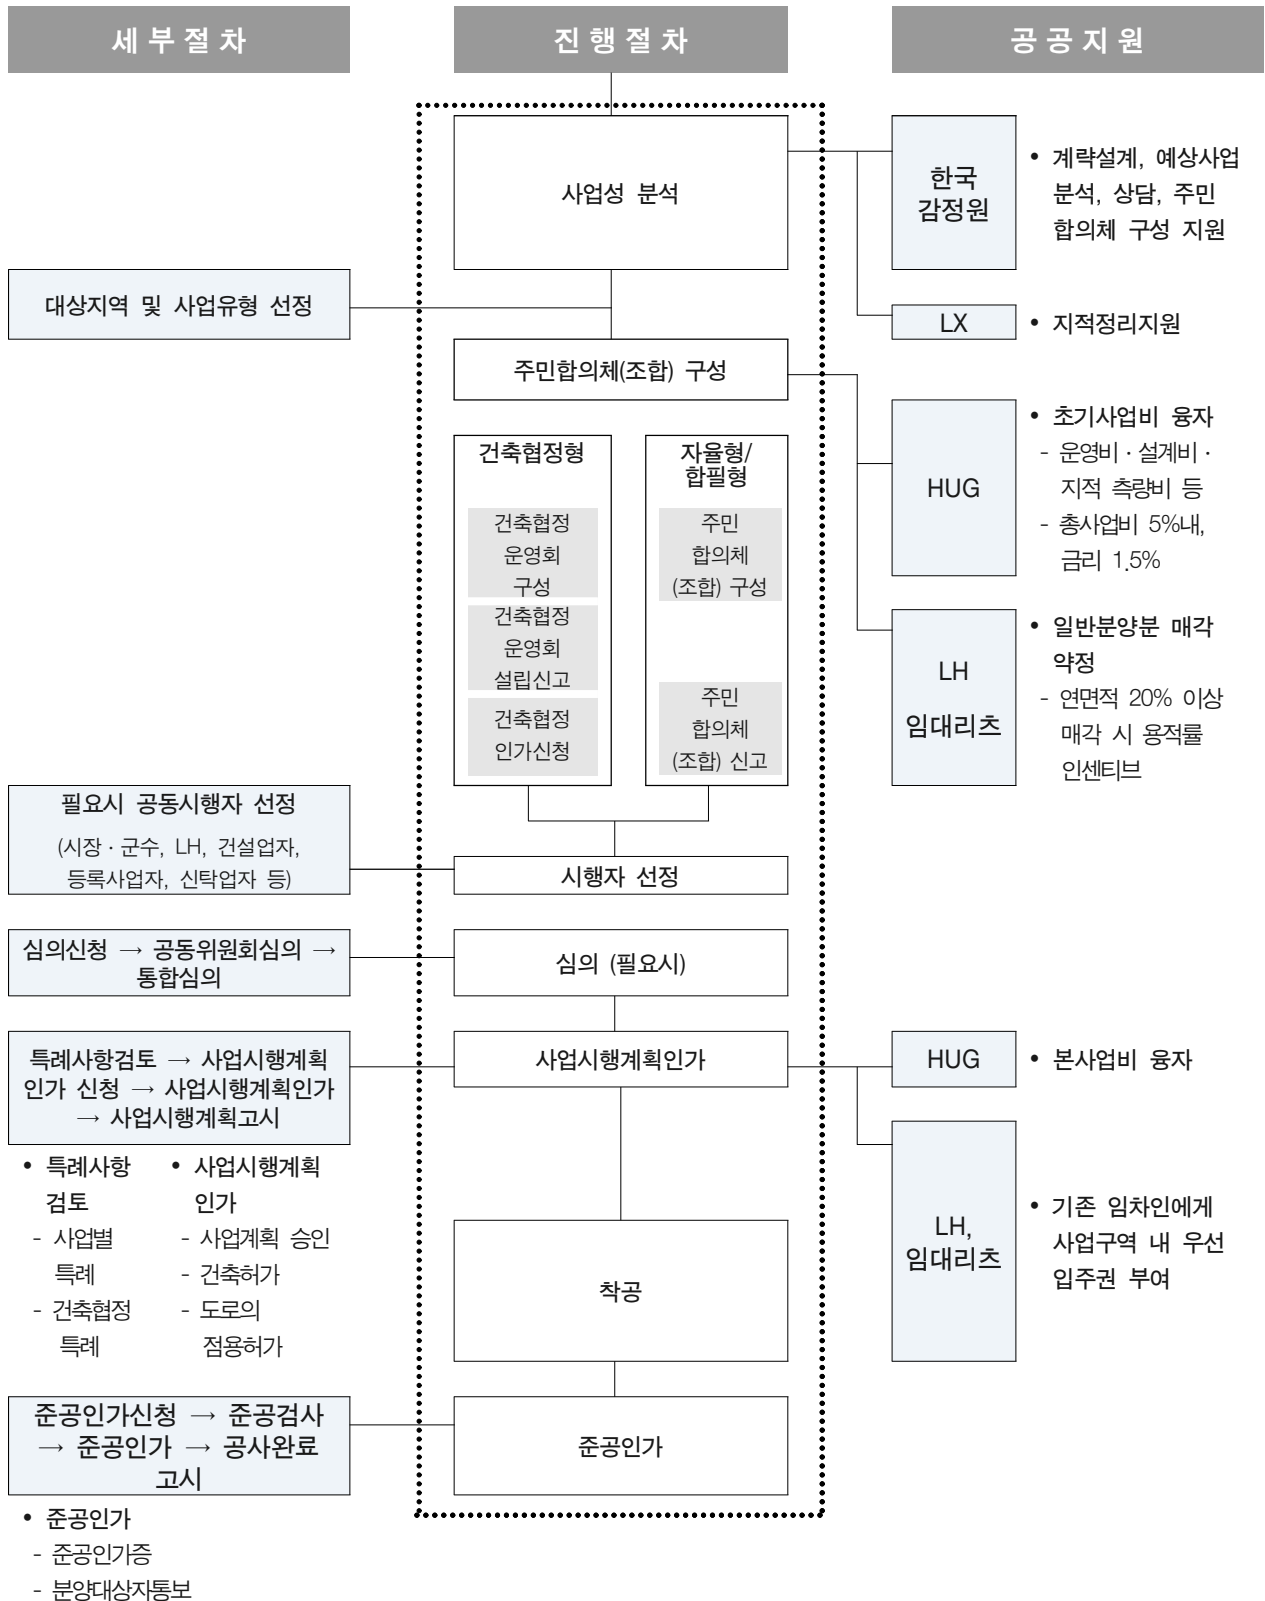 세부절차
진행절차
공공지원
사업성 분석
한국
감정원
• 계략설계, 예상사업
분석, 상담, 주민
합의체 구성 지원
대상지역 및 사업유형 선정
LX
• 지적정리지원
주민합의체(조합) 구성
건축협정형
건축협정
운영회
구성
건축협정
운영회
설립신고
건축협정
인가신청
자율형/
합필형
주민
합의체
(조합) 구성
주민
합의체
(조합) 신고
HUG
• 초기사업비 융자
- 운영비·설계비·
지적 측량비 등
- 총사업비 5%내,
금리 1.5%
LH
임대리츠
• 일반분양분 매각
약정
- 연면적 20% 이상
매각 시 용적률
인센티브
필요시 공동시행자 선정
(시장·군수, LH, 건설업자,
등록사업자, 신탁업자 등)
시행자 선정
심의신청 → 공동위원회심의 →
통합심의
심의 (필요시)
특례사항검토 → 사업시행계획
인가 신청 → 사업시행계획인가
→ 사업시행계획고시
사업시행계획인가
HUG
• 본사업비 융자
• 특례사항
검토
- 사업별
특례
- 건축협정
특례
• 사업시행계획
인가
- 사업계획 승인
- 건축허가
- 도로의
점용허가
착공
LH,
임대리츠
• 기존 임차인에게
사업구역 내 우선
입주권 부여
준공인가신청 → 준공검사
→ 준공인가 → 공사완료
고시
준공인가
• 준공인가
- 준공인가증
- 분양대상자통보